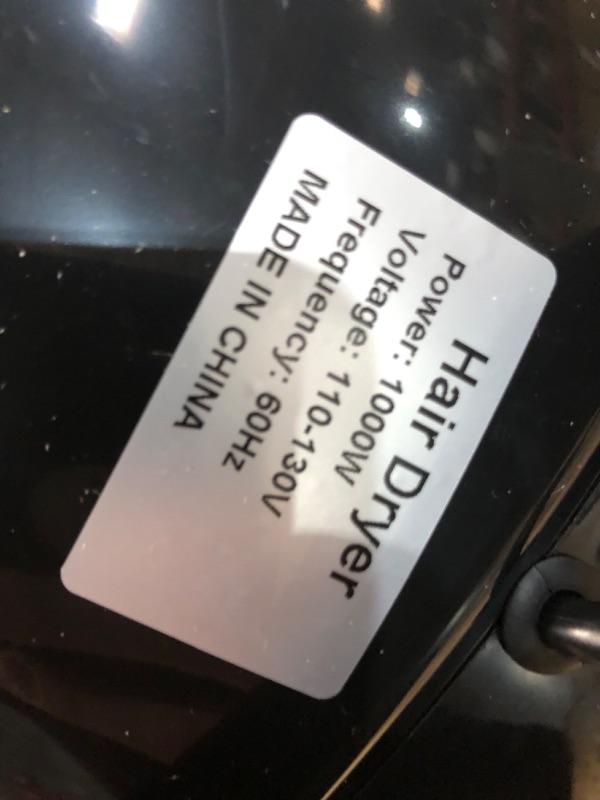 Hair Dryer
Power: 1000W
Voltage: 110-130V
Frequency: 60Hz
MADE IN CHINA